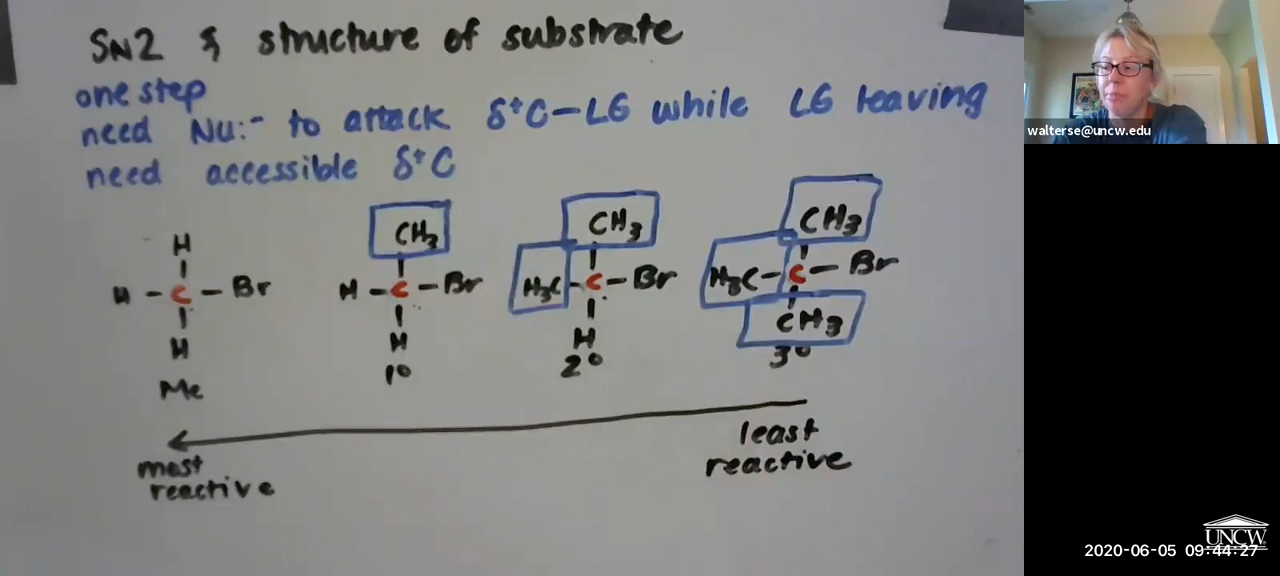 SN2 & structure of substrate
one step
need Nu:⁻ to attack δ⁺C–LG while LG leaving
need accessible δ⁺C
H
H – C – Br
H
Me
CH₃
H – C – Br
H
1°
CH₃
H₃C – C – Br
H
2°
CH₃
H₃C – C – Br
CH₃
3°
most
reactive
least
reactive
walterse@uncw.edu
UNCW
2020-06-05 09:44:27